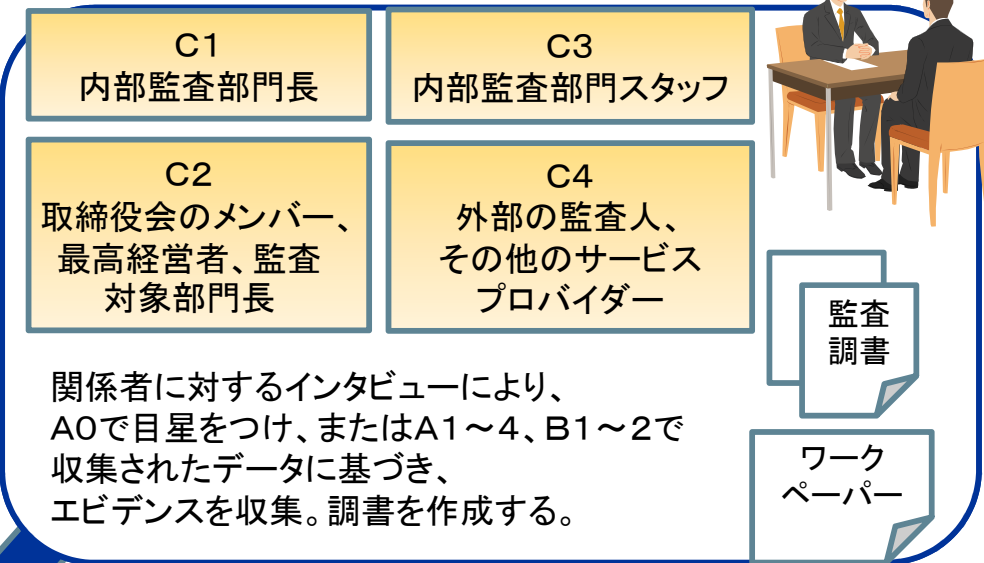 C1
内部監査部門長
C3
内部監査部門スタッフ
C2
取締役会のメンバー、
最高経営者、監査
対象部門長
C4
外部の監査人、
その他のサービス
プロバイダー
関係者に対するインタビューにより、
A0で目星をつけ、またはA1～4、B1～2で
収集されたデータに基づき、
エビデンスを収集。調書を作成する。
監査
調書
ワーク
ペーパー